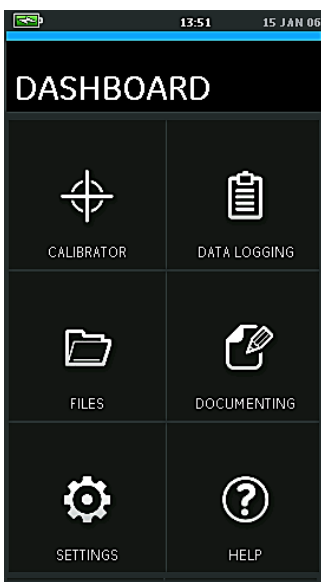 13:51 15 JAN 06
DASHBOARD
CALIBRATOR DATA LOGGING
FILES DOCUMENTING
SETTINGS HELP